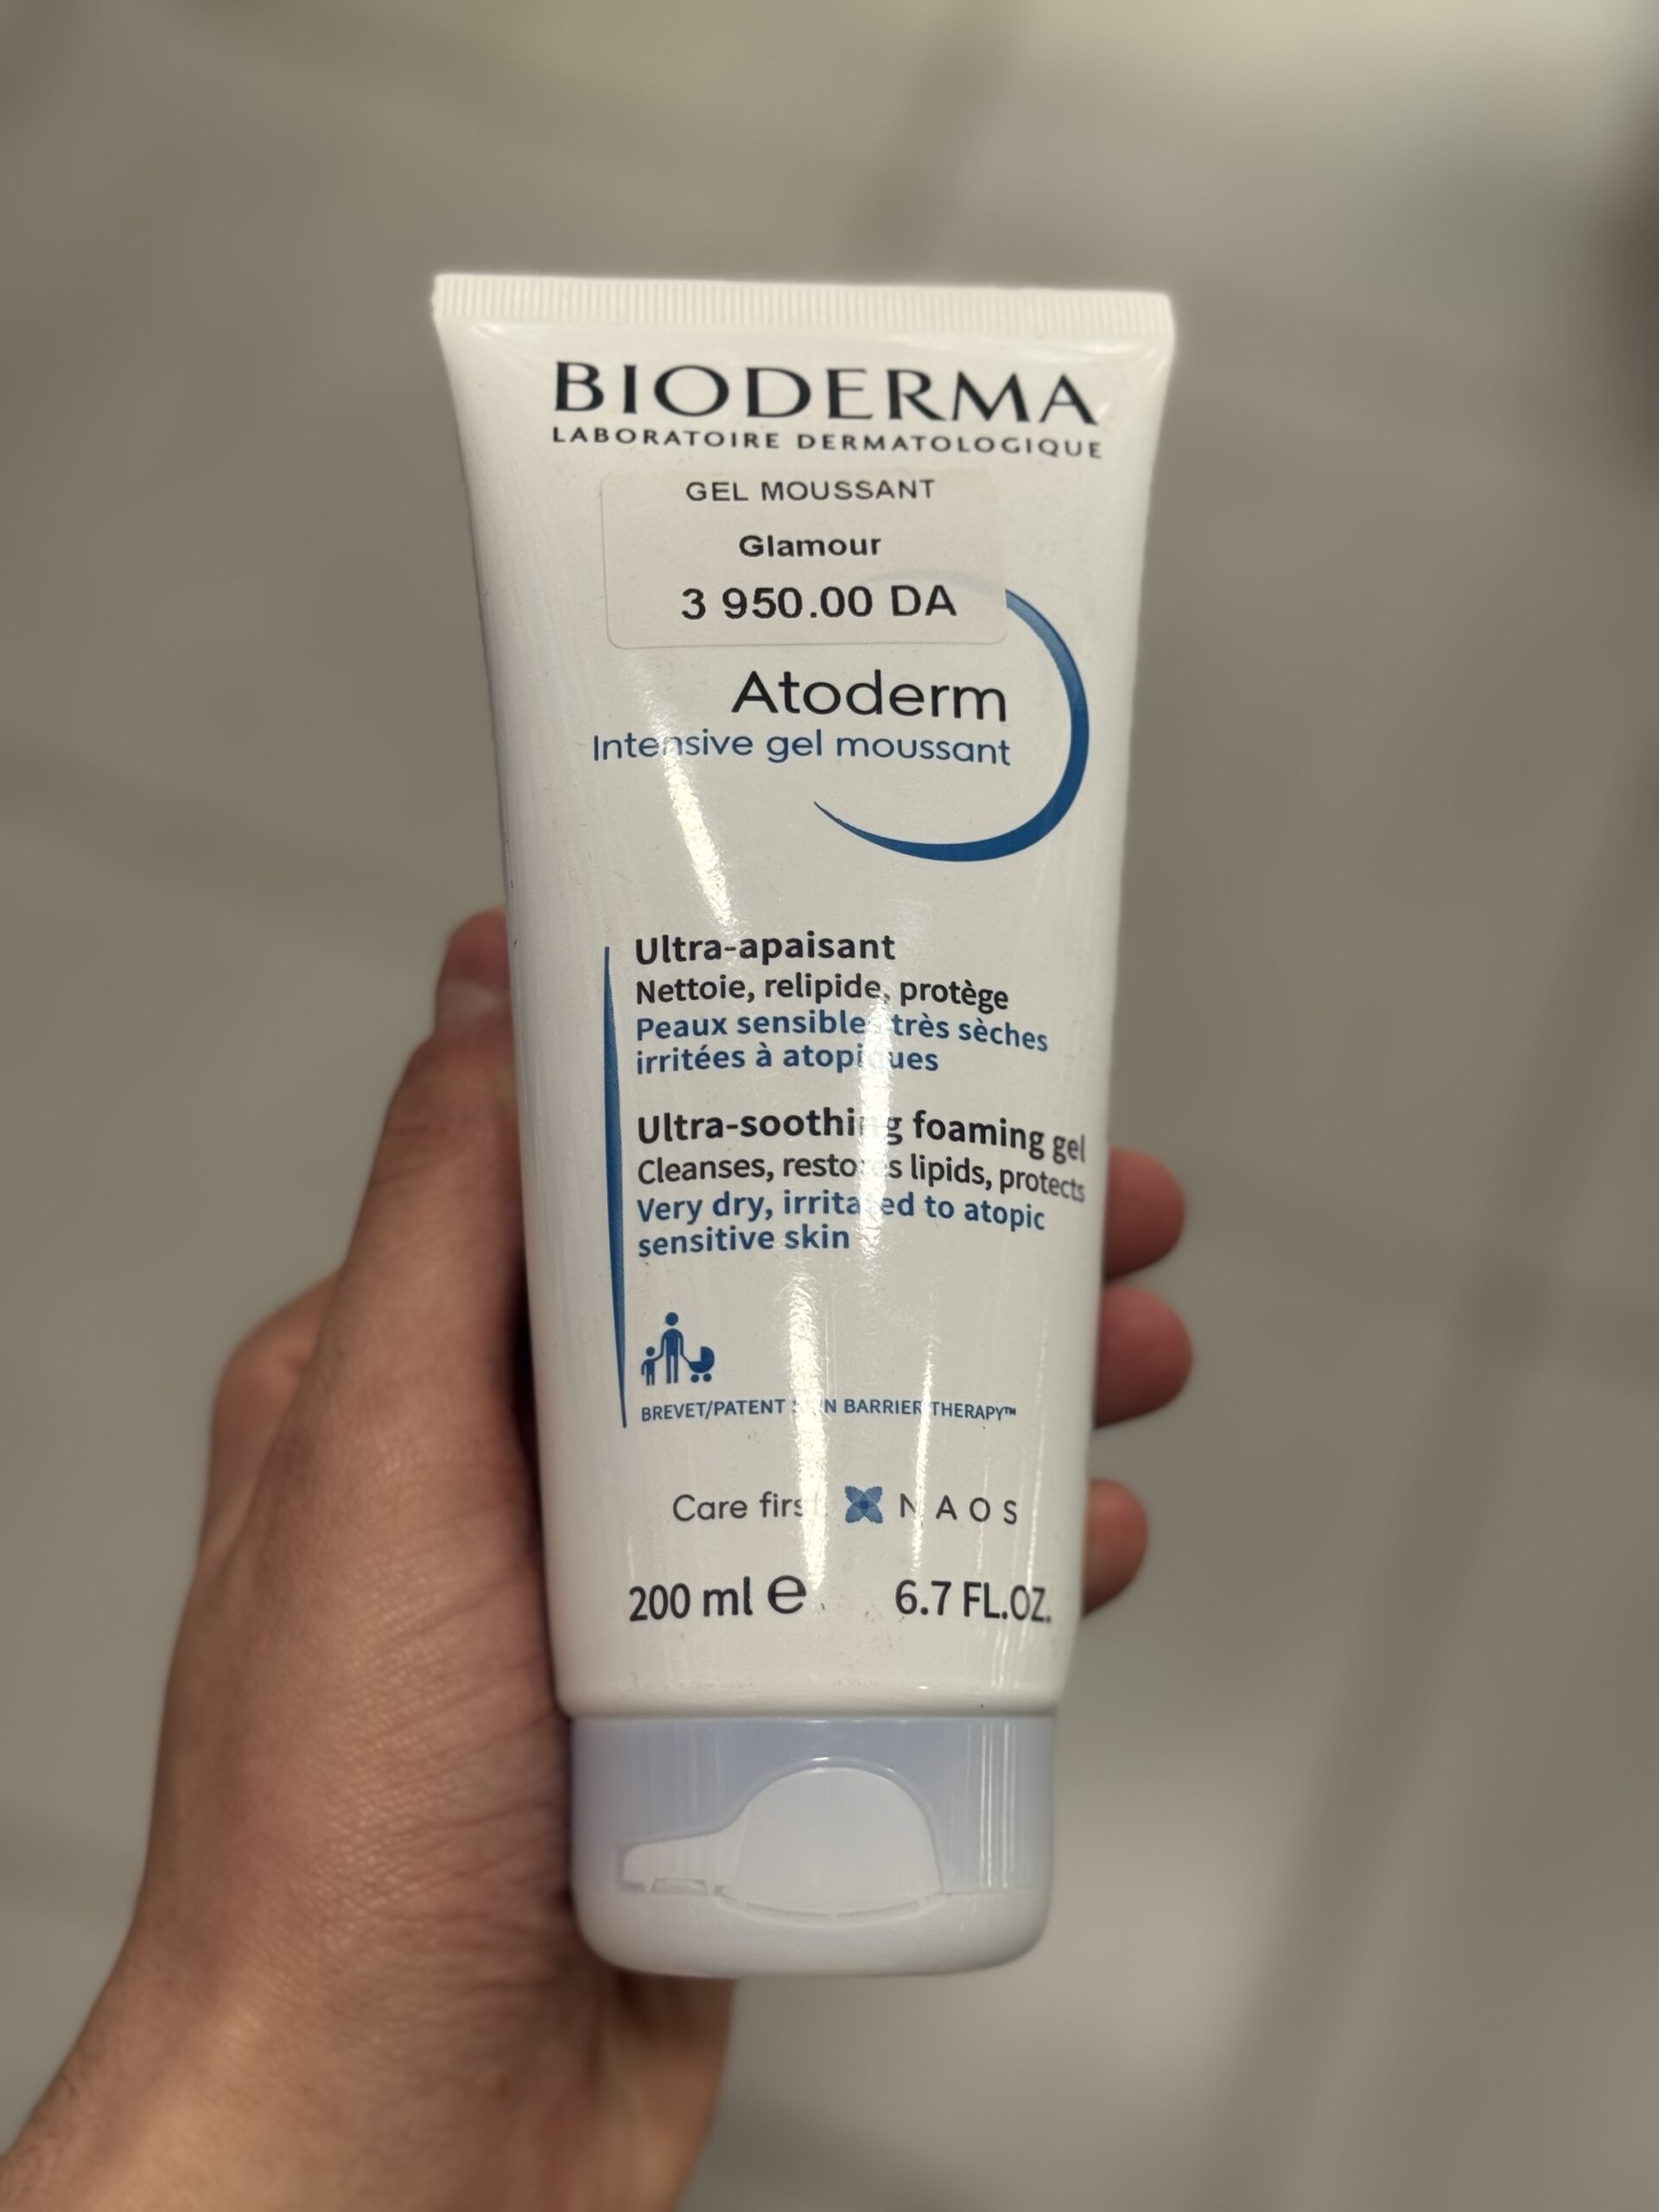 BIODERMA
LABORATOIRE DERMATOLOGIQUE
GEL MOUSSANT
Glamour
3 950.00 DA
Atoderm
Intensive gel moussant
Ultra-apaisant
Nettoie, relipide, protège
Peaux sensibles très sèches
irritées à atopiques
Ultra-soothing foaming gel
Cleanses, restores lipids, protects
Very dry, irritated to atopic
sensitive skin
BREVET/PATENT SKIN BARRIER THERAPY™
Care first NAOS
200 ml e 6.7 FL.OZ.